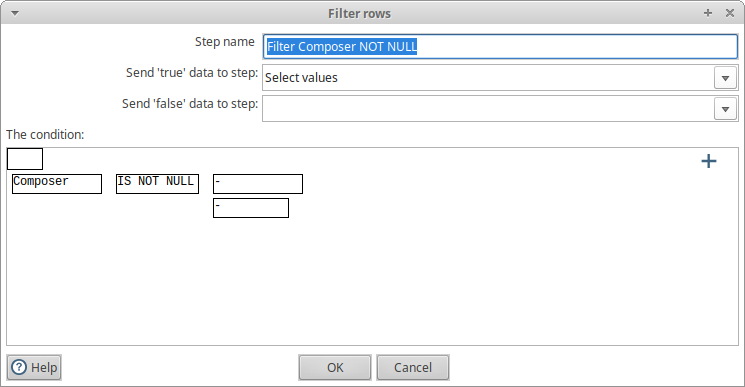 Filter rows
Step name Filter Composer NOT NULL
Send 'true' data to step: Select values
Send 'false' data to step:
The condition:
+
Composer IS NOT NULL -
-
? Help OK Cancel